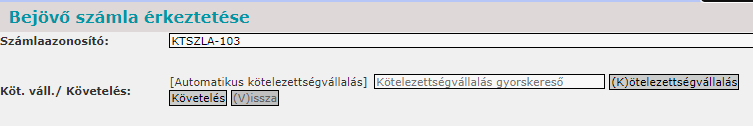 Bejövő számla érkeztetése
Számlaazonosító: KTSZLA-103
[Automatikus kötelezettségvállalás] Kötelezettségvállalás gyorskereső (K)ötelezettségvállalás
Köt. váll./ Követelés:
Követelés (V)issza